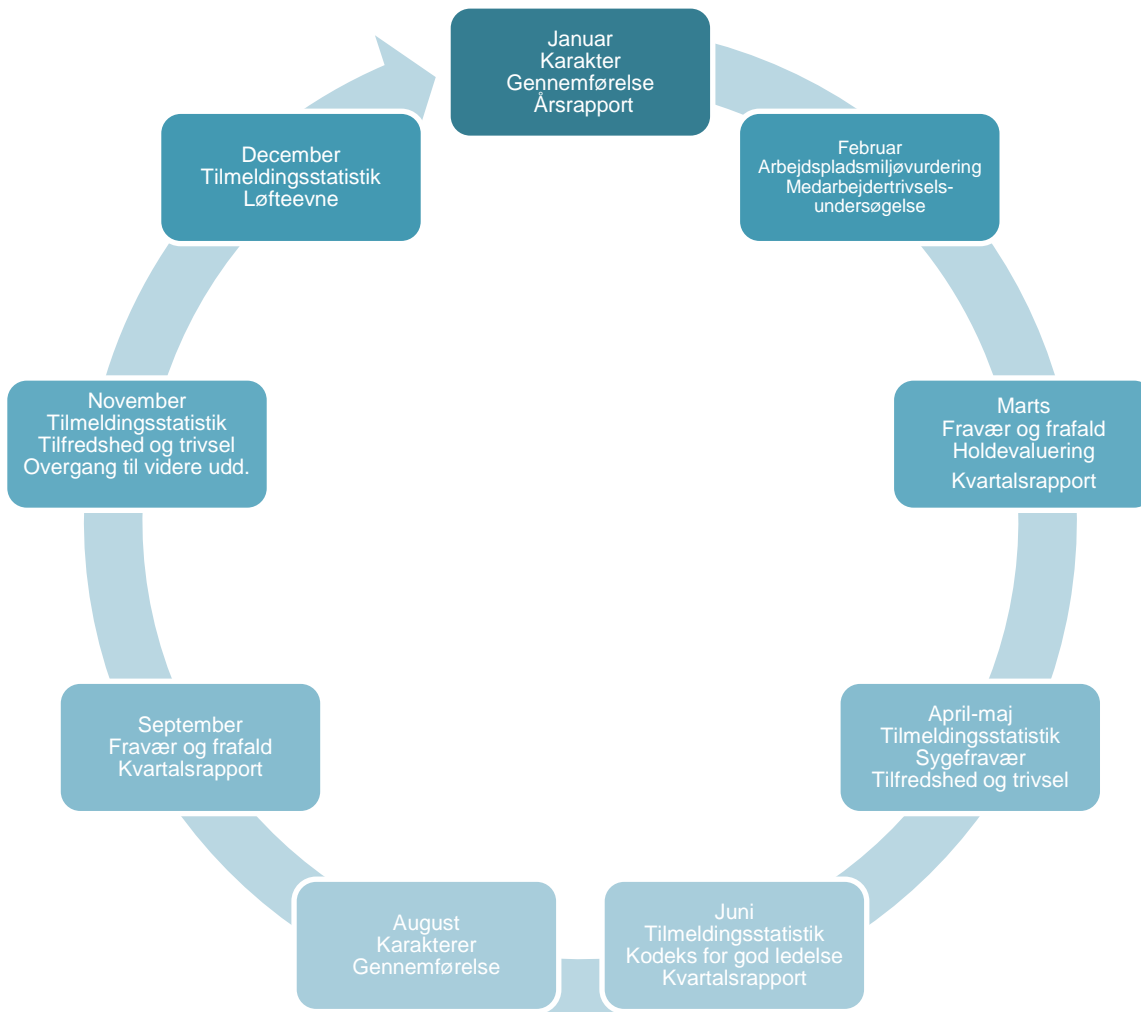 Januar
Karakter
Gennemførelse
Årsrapport
Februar
Arbejdspladsmiljøvurdering
Medarbejdertrivsels-
undersøgelse
Marts
Fravær og frafald
Holdevaluering
Kvartalsrapport
April-maj
Tilmeldingsstatistik
Sygefravær
Tilfredshed og trivsel
Juni
Tilmeldingsstatistik
Kodeks for god ledelse
Kvartalsrapport
August
Karakterer
Gennemførelse
September
Fravær og frafald
Kvartalsrapport
November
Tilmeldingsstatistik
Tilfredshed og trivsel
Overgang til videre udd.
December
Tilmeldingsstatistik
Løfteevne